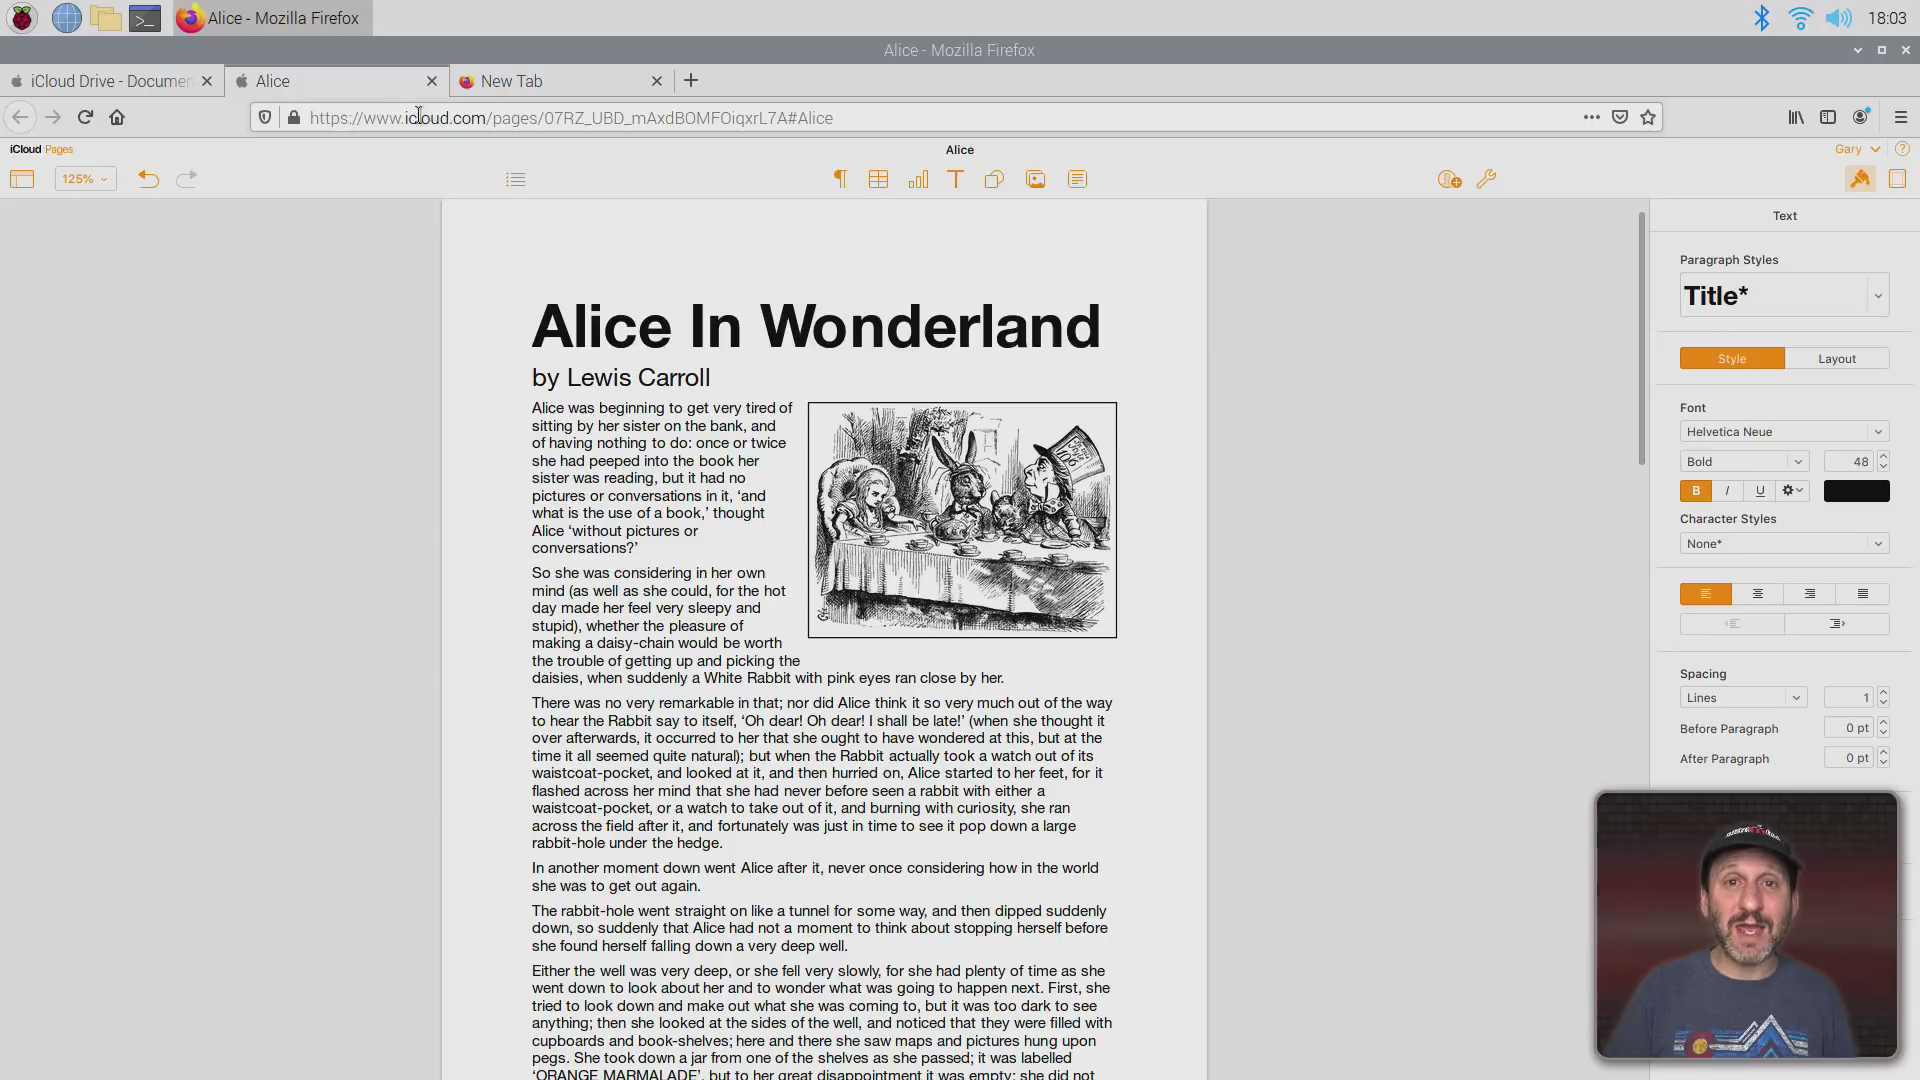 Alice - Mozilla Firefox
18:03
Alice - Mozilla Firefox
iCloud Drive - Documen
Alice
New Tab
https://www.icloud.com/pages/07RZ_UBD_mAxdBOMFOiqxrL7A#Alice
iCloud Pages
Alice
Gary
125%
Text
Paragraph Styles
Title*
Style
Layout
Font
Helvetica Neue
Bold
48
B
I
U
Character Styles
None*
Spacing
Lines
1
Before Paragraph
0 pt
After Paragraph
0 pt
Alice In Wonderland
by Lewis Carroll
Alice was beginning to get very tired of
sitting by her sister on the bank, and
of having nothing to do: once or twice
she had peeped into the book her
sister was reading, but it had no
pictures or conversations in it, ‘and
what is the use of a book,’ thought
Alice ‘without pictures or
conversations?’
So she was considering in her own
mind (as well as she could, for the hot
day made her feel very sleepy and
stupid), whether the pleasure of
making a daisy-chain would be worth
the trouble of getting up and picking the
daisies, when suddenly a White Rabbit with pink eyes ran close by her.
There was no very remarkable in that; nor did Alice think it so very much out of the way
to hear the Rabbit say to itself, ‘Oh dear! Oh dear! I shall be late!’ (when she thought it
over afterwards, it occurred to her that she ought to have wondered at this, but at the
time it all seemed quite natural); but when the Rabbit actually took a watch out of its
waistcoat-pocket, and looked at it, and then hurried on, Alice started to her feet, for it
flashed across her mind that she had never before seen a rabbit with either a
waistcoat-pocket, or a watch to take out of it, and burning with curiosity, she ran
across the field after it, and fortunately was just in time to see it pop down a large
rabbit-hole under the hedge.
In another moment down went Alice after it, never once considering how in the world
she was to get out again.
The rabbit-hole went straight on like a tunnel for some way, and then dipped suddenly
down, so suddenly that Alice had not a moment to think about stopping herself before
she found herself falling down a very deep well.
Either the well was very deep, or she fell very slowly, for she had plenty of time as she
went down to look about her and to wonder what was going to happen next. First, she
tried to look down and make out what she was coming to, but it was too dark to see
anything; then she looked at the sides of the well, and noticed that they were filled with
cupboards and book-shelves; here and there she saw maps and pictures hung upon
pegs. She took down a jar from one of the shelves as she passed; it was labelled
‘ORANGE MARMALADE’, but to her great disappointment it was empty: she did not